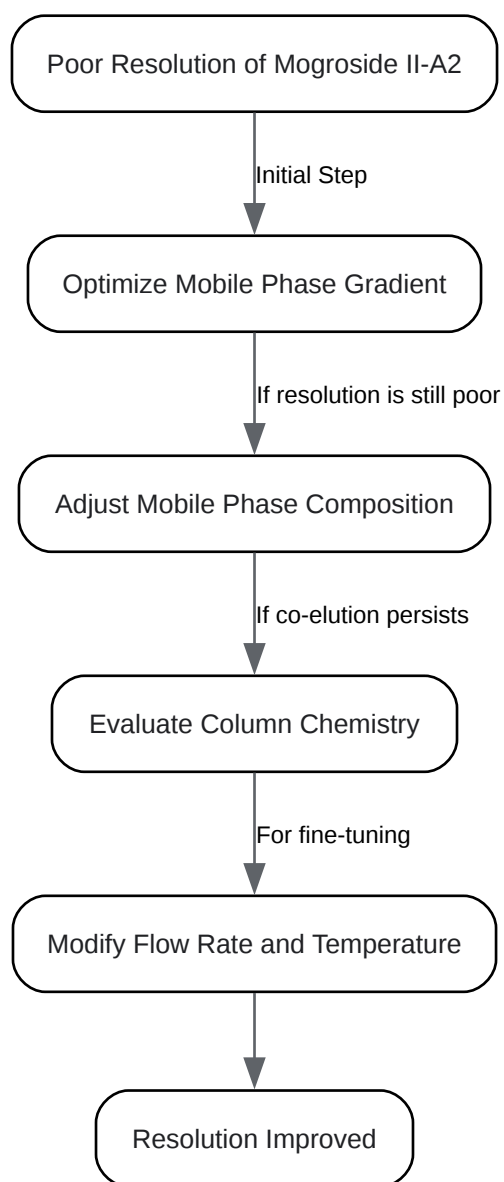 Poor Resolution of Mogroside II-A2
Initial Step
Optimize Mobile Phase Gradient
If resolution is still poor
Adjust Mobile Phase Composition
If co-elution persists
Evaluate Column Chemistry
For fine-tuning
Modify Flow Rate and Temperature
Resolution Improved